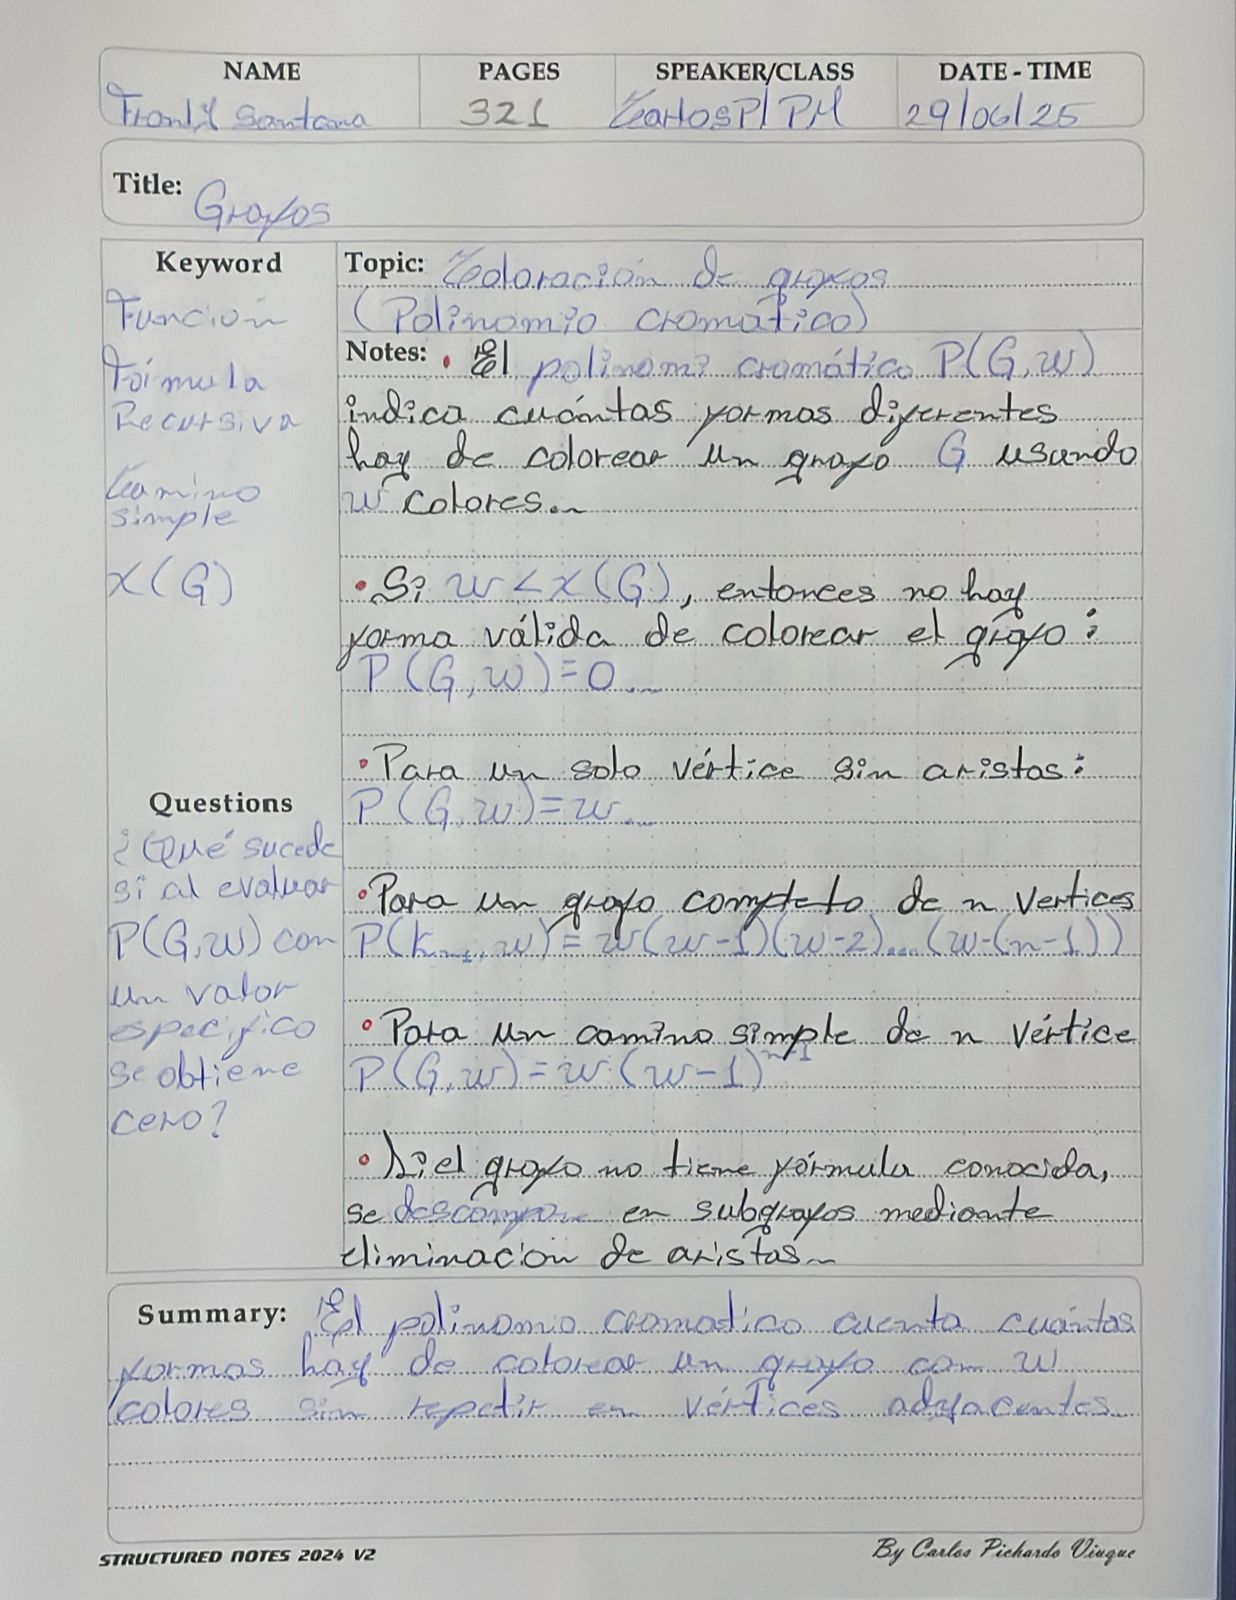 NAME PAGES SPEAKER/CLASS DATE - TIME
Frankil Santana 321 CarlosP/PM 29/06/25
Title: Grafos
Keyword
Función
Fórmula
Recursiva
Camino
simple
X(G)
Questions
¿Qué sucede
si al evaluar
P(G,w) con
un valor
especifico
se obtiene
cero?
Topic: Coloración de grafos
(Polinomio cromático)
Notes: • El polinomi cromático P(G,w)
indica cuántas formas diferentes
hay de colorear un grafo G usando
w colores.
• Si w < X(G), entonces no hay
forma válida de colorear el grafo:
P(G,w)=0...
• Para un solo vértice sin aristas:
P(G,w)=w...
• Para un grafo completo de n Vertices
w(w-1)(w-2)...(w-(n-1))
• Para un camino simple de n Vértice
P(G,w)=w(w-1)ⁿ⁻¹
• Si el grafo no tiene fórmula conocida,
se descompone en subgrafos mediante
eliminación de aristas
Summary: El polinomio cromatico cuenta cuántas
formas hay de colorear un grafo con w
colores sin repetir en vértices adyacentes
STRUCTURED NOTES 2024 V2
By Carlos Pichardo Viuque